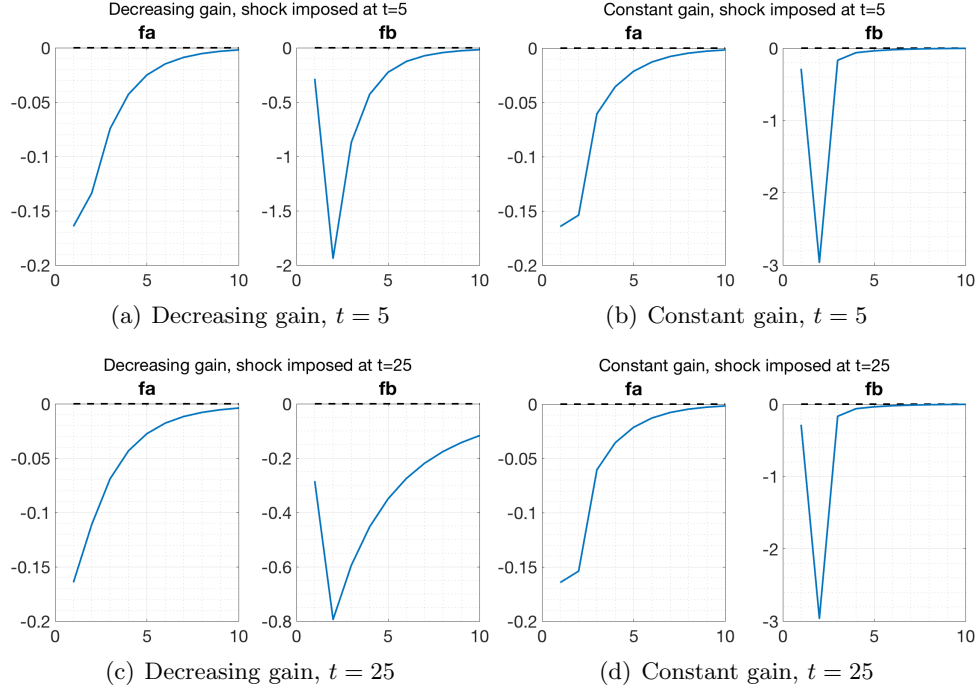 Decreasing gain, shock imposed at t=5
fa
fb
0
-0.05
-0.1
-0.15
-0.2
0 5 10
0
-0.5
-1
-1.5
-2
0 5 10
(a) Decreasing gain, t = 5
Constant gain, shock imposed at t=5
fa
fb
0
-0.05
-0.1
-0.15
-0.2
0 5 10
0
-1
-2
-3
0 5 10
(b) Constant gain, t = 5
Decreasing gain, shock imposed at t=25
fa
fb
0
-0.05
-0.1
-0.15
-0.2
0 5 10
0
-0.2
-0.4
-0.6
-0.8
0 5 10
(c) Decreasing gain, t = 25
Constant gain, shock imposed at t=25
fa
fb
0
-0.05
-0.1
-0.15
-0.2
0 5 10
0
-1
-2
-3
0 5 10
(d) Constant gain, t = 25